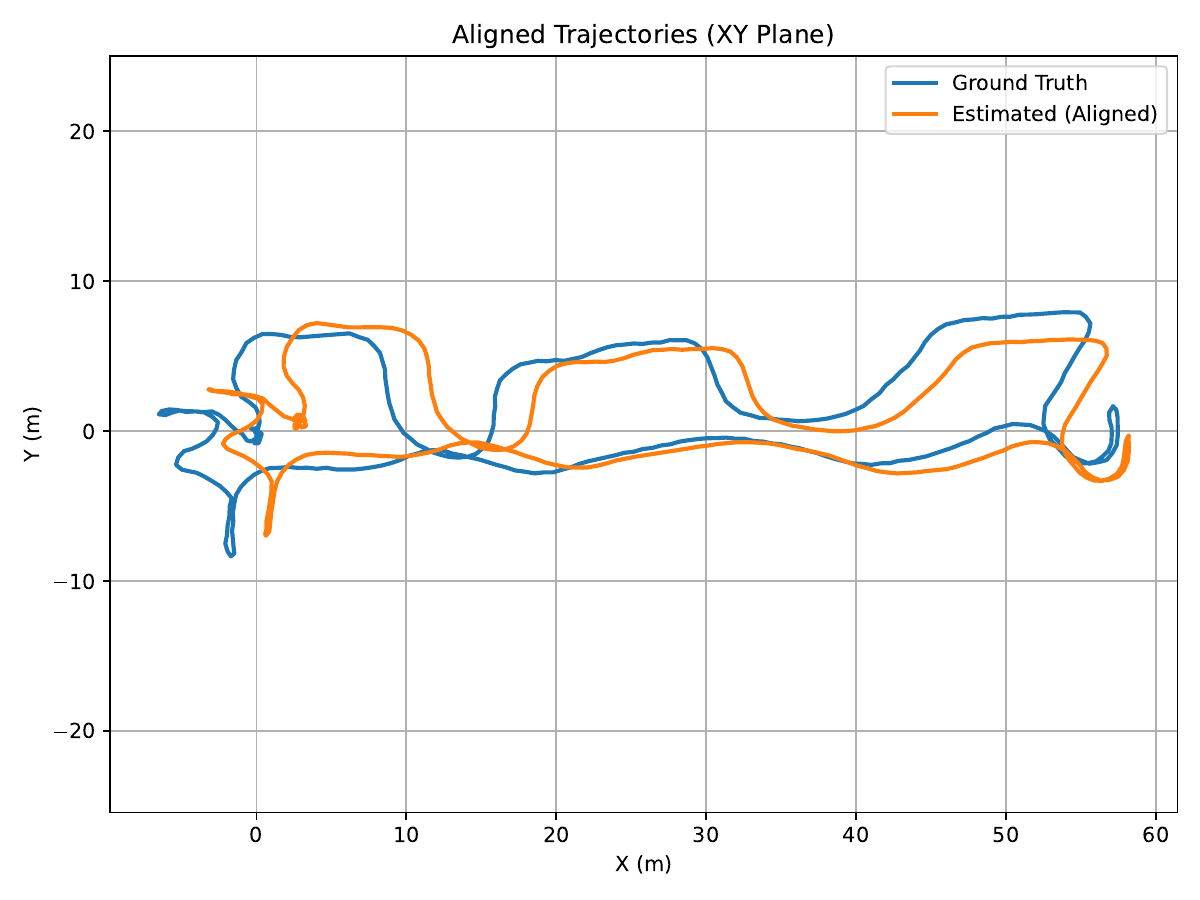 Aligned Trajectories (XY Plane)
Ground Truth
Estimated (Aligned)
20
10
0
−10
−20
Y (m)
0 10 20 30 40 50 60
X (m)